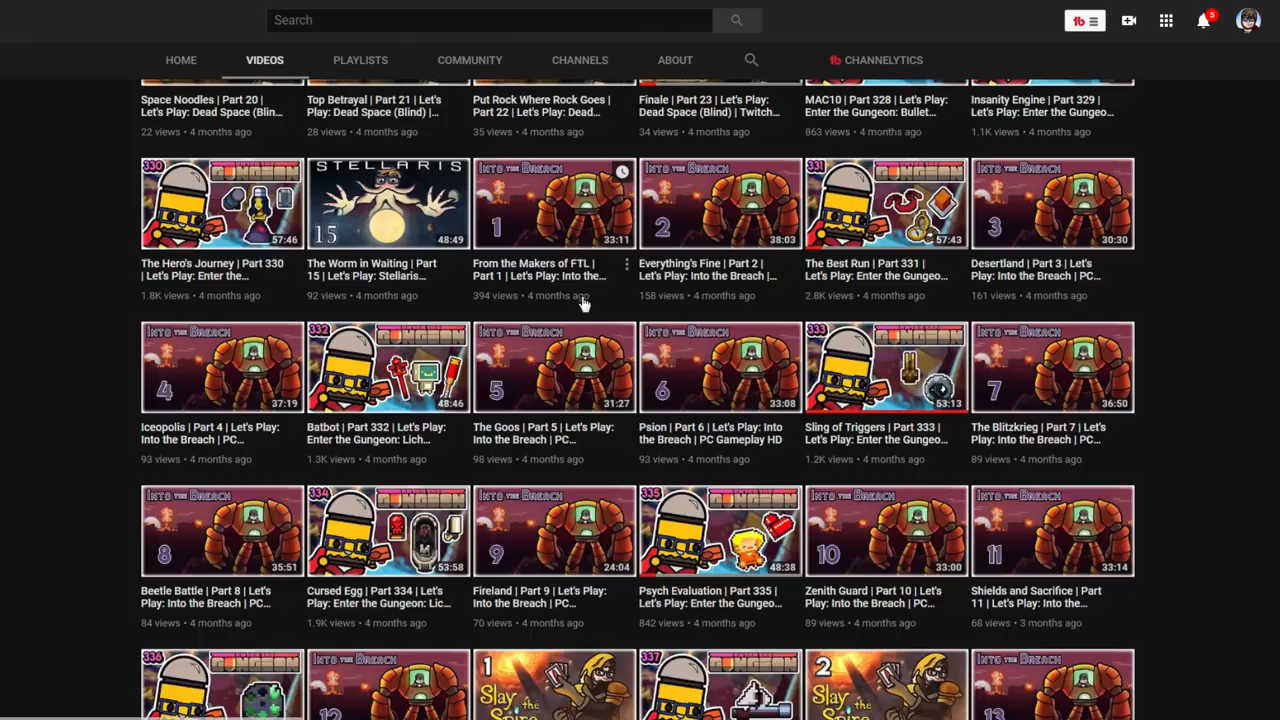 Search
5
HOME
VIDEOS
PLAYLISTS
COMMUNITY
CHANNELS
ABOUT
CHANNELYTICS
Space Noodles | Part 20 |
Let's Play: Dead Space (Blin...
22 views • 4 months ago
Top Betrayal | Part 21 | Let's
Play: Dead Space (Blind) |...
28 views • 4 months ago
Put Rock Where Rock Goes |
Part 22 | Let's Play: Dead...
35 views • 4 months ago
Finale | Part 23 | Let's Play:
Dead Space (Blind) | Twitch...
34 views • 4 months ago
MAC10 | Part 328 | Let's Play:
Enter the Gungeon: Bullet...
863 views • 4 months ago
Insanity Engine | Part 329 |
Let's Play: Enter the Gungeo...
1.1K views • 4 months ago
330
GUNGEON
57:46
The Hero's Journey | Part 330
| Let's Play: Enter the...
1.8K views • 4 months ago
STELLARIS
15
48:49
The Worm in Waiting | Part
15 | Let's Play: Stellaris...
92 views • 4 months ago
INTO THE BREACH
1
33:11
From the Makers of FTL |
Part 1 | Let's Play: Into the...
394 views • 4 months ago
INTO THE BREACH
2
38:03
Everything's Fine | Part 2 |
Let's Play: Into the Breach |...
158 views • 4 months ago
331
GUNGEON
57:43
The Best Run | Part 331 |
Let's Play: Enter the Gungeo...
2.8K views • 4 months ago
INTO THE BREACH
3
30:30
Desertland | Part 3 | Let's
Play: Into the Breach | PC...
161 views • 4 months ago
INTO THE BREACH
4
37:19
Iceopolis | Part 4 | Let's Play:
Into the Breach | PC...
93 views • 4 months ago
332
GUNGEON
48:46
Batbot | Part 332 | Let's Play:
Enter the Gungeon: Lich...
1.3K views • 4 months ago
INTO THE BREACH
5
31:27
The Goos | Part 5 | Let's Play:
Into the Breach | PC...
98 views • 4 months ago
INTO THE BREACH
6
33:08
Psion | Part 6 | Let's Play: Into
the Breach | PC Gameplay HD
93 views • 4 months ago
333
GUNGEON
53:13
Sling of Triggers | Part 333 |
Let's Play: Enter the Gungeo...
1.2K views • 4 months ago
INTO THE BREACH
7
36:50
The Blitzkrieg | Part 7 | Let's
Play: Into the Breach | PC...
89 views • 4 months ago
INTO THE BREACH
8
35:51
Beetle Battle | Part 8 | Let's
Play: Into the Breach | PC...
84 views • 4 months ago
334
GUNGEON
53:58
Cursed Egg | Part 334 | Let's
Play: Enter the Gungeon: Lic...
1.9K views • 4 months ago
INTO THE BREACH
9
24:04
Fireland | Part 9 | Let's Play:
Into the Breach | PC...
70 views • 4 months ago
335
GUNGEON
48:38
Psych Evaluation | Part 335 |
Let's Play: Enter the Gungeo...
842 views • 4 months ago
INTO THE BREACH
10
33:00
Zenith Guard | Part 10 | Let's
Play: Into the Breach | PC...
89 views • 4 months ago
INTO THE BREACH
11
33:14
Shields and Sacrifice | Part
11 | Let's Play: Into the...
68 views • 3 months ago
336
GUNGEON
INTO THE BREACH
12
1
Slay the Spire
337
GUNGEON
2
Slay the Spire
INTO THE BREACH
13